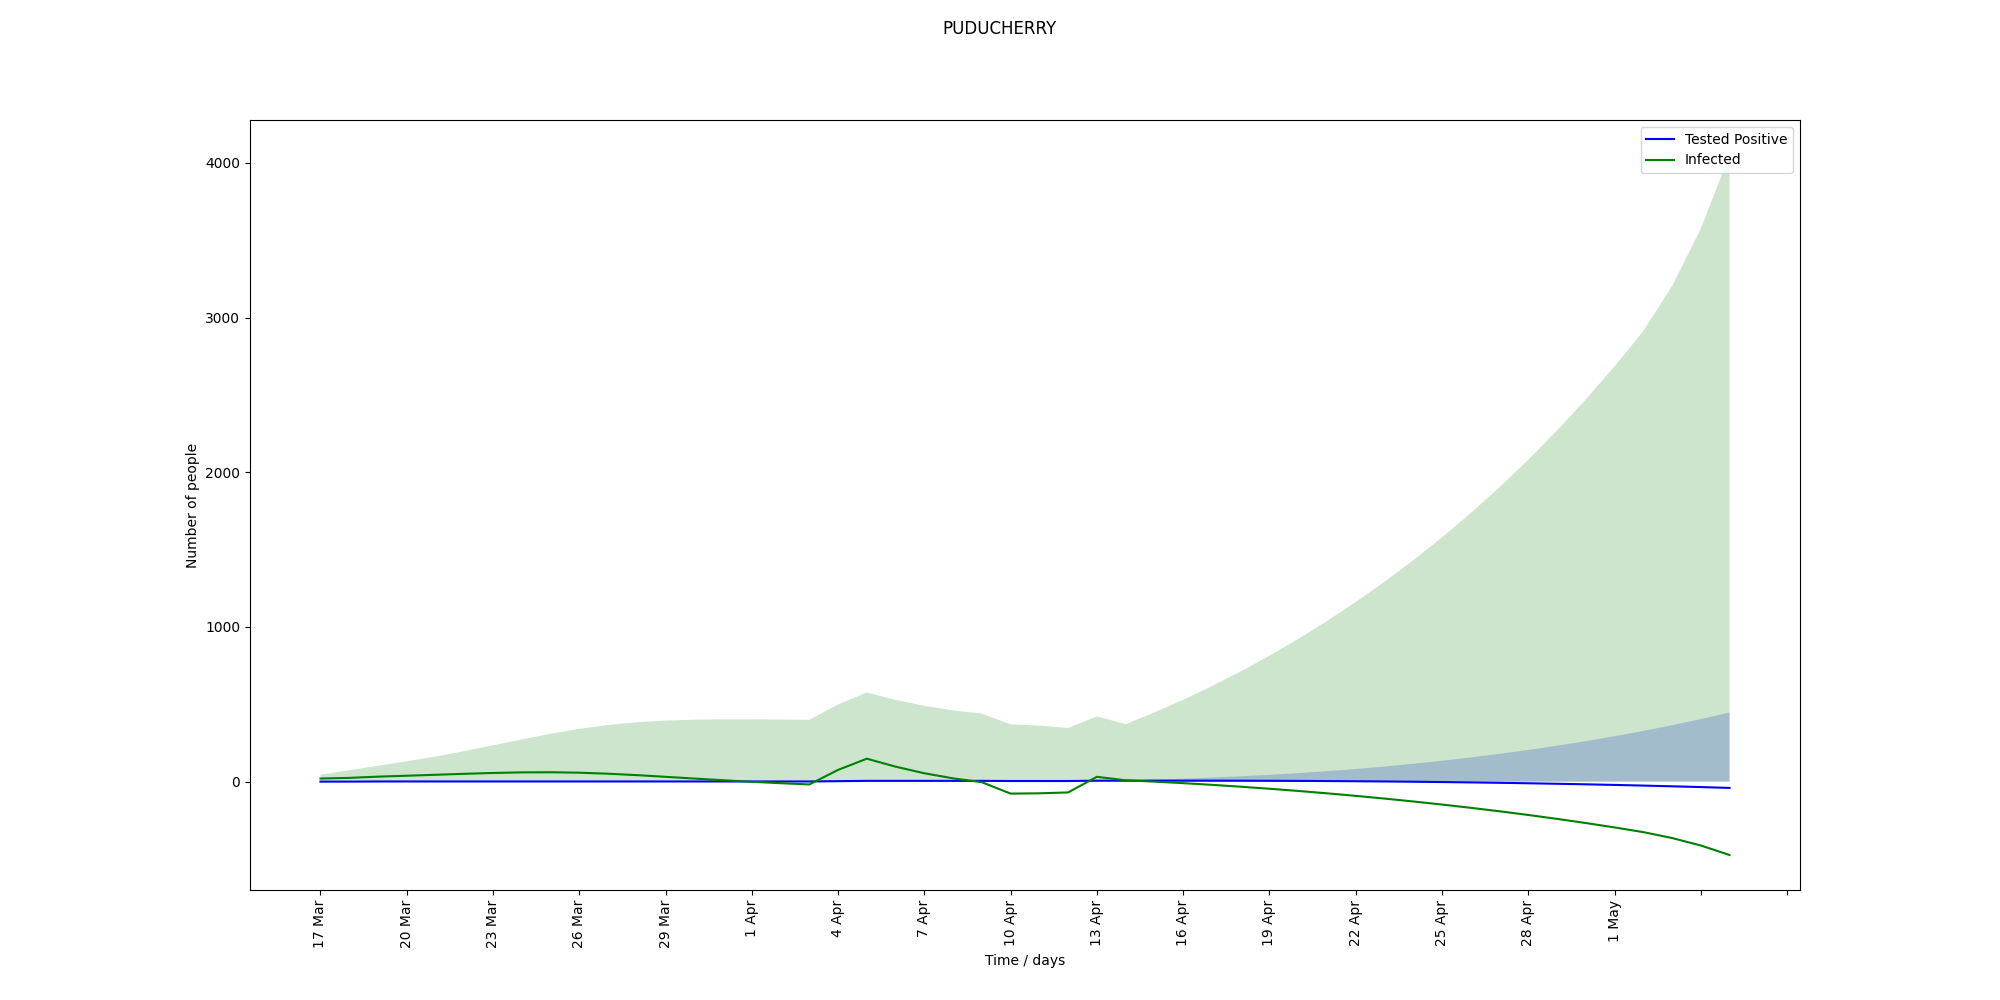 PUDUCHERRY
Tested Positive
Infected
4000
3000
2000
1000
0
Number of people
17 Mar
20 Mar
23 Mar
26 Mar
29 Mar
1 Apr
4 Apr
7 Apr
10 Apr
13 Apr
16 Apr
19 Apr
22 Apr
25 Apr
28 Apr
1 May
Time / days